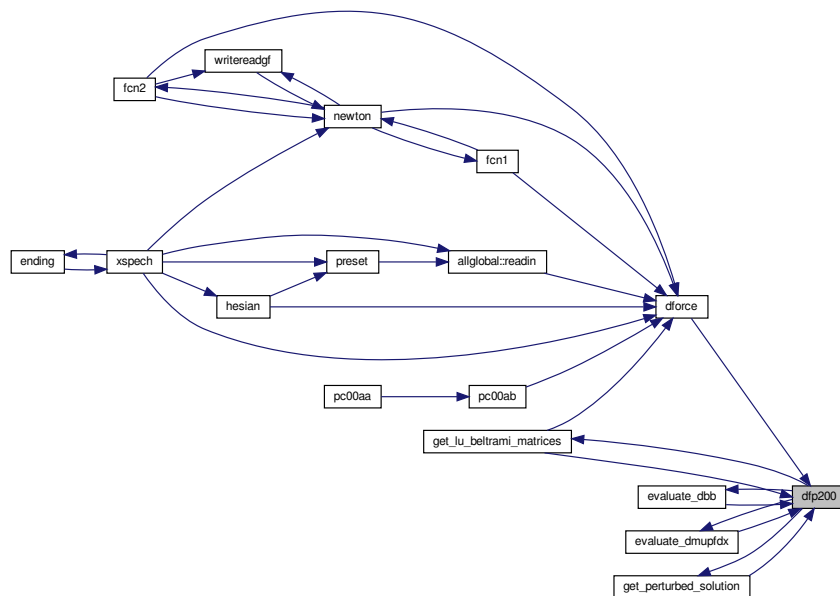 writereadgf
fcn2
newton
fcn1
ending
xspech
preset
allglobal::readin
hesian
dforce
pc00aa
pc00ab
get_lu_beltrami_matrices
evaluate_dbb
dfp200
evaluate_dmupfdx
get_perturbed_solution